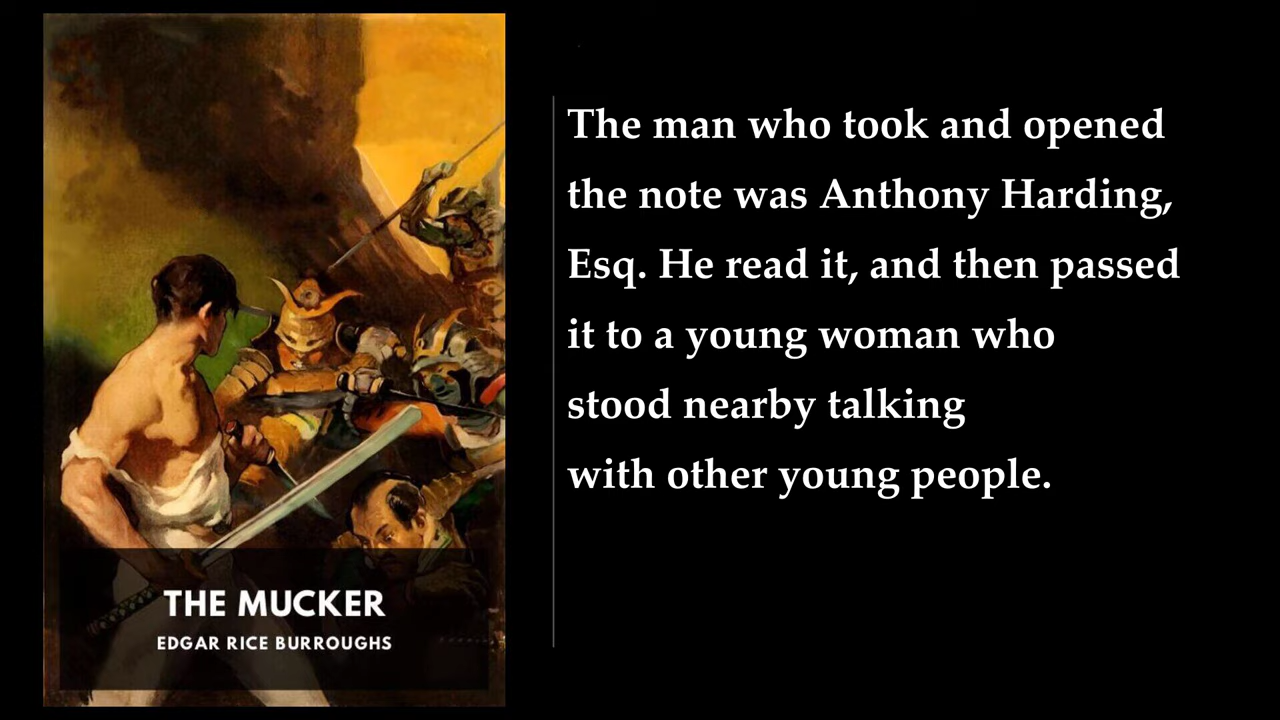 THE MUCKER
EDGAR RICE BURROUGHS
The man who took and opened
the note was Anthony Harding,
Esq. He read it, and then passed
it to a young woman who
stood nearby talking
with other young people.